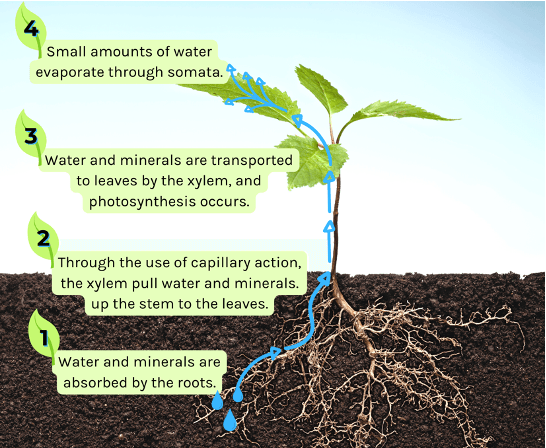 4
Small amounts of water
evaporate through somata.
3
Water and minerals are transported
to leaves by the xylem, and
photosynthesis occurs.
2
Through the use of capillary action,
the xylem pull water and minerals.
up the stem to the leaves.
1
Water and minerals are
absorbed by the roots.